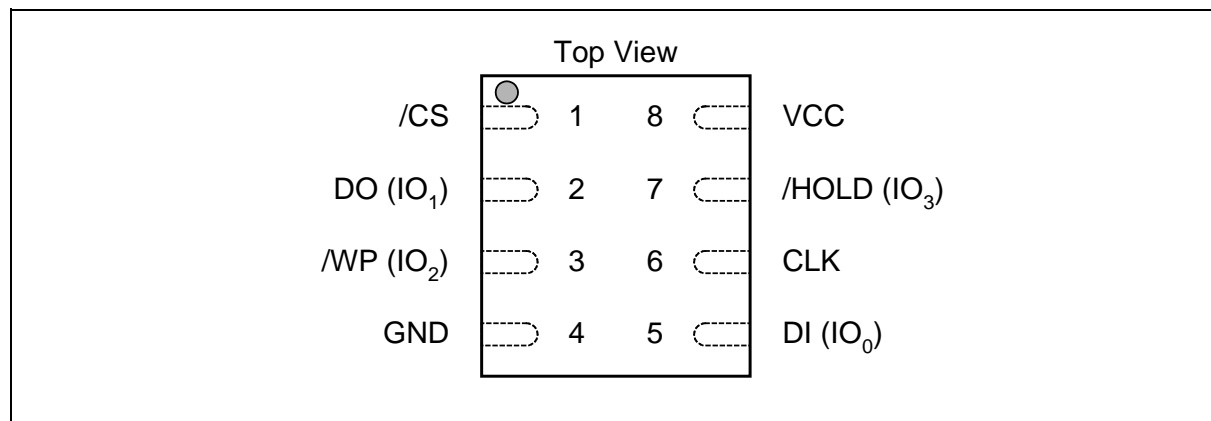 Top View
/CS 1 8 VCC
DO (IO₁) 2 7 /HOLD (IO₃)
/WP (IO₂) 3 6 CLK
GND 4 5 DI (IO₀)